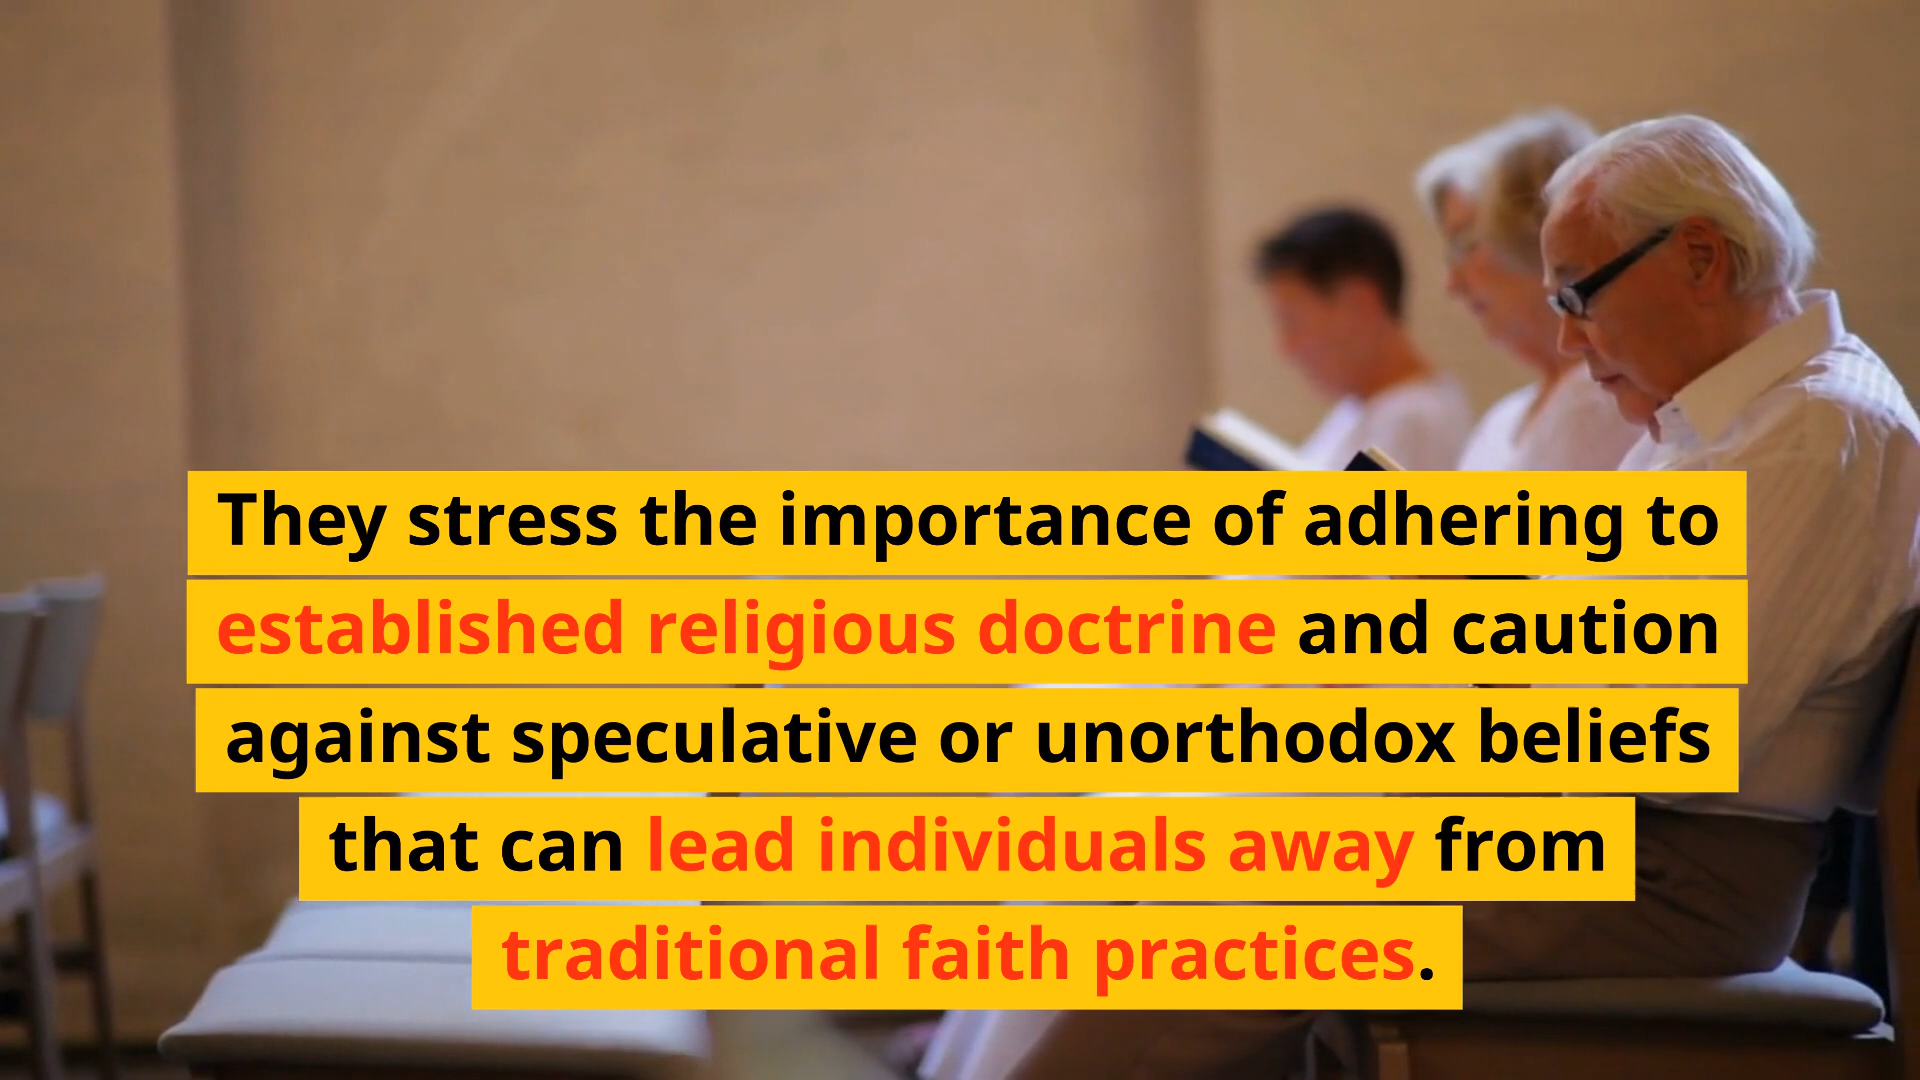 They stress the importance of adhering to
established religious doctrine and caution
against speculative or unorthodox beliefs
that can lead individuals away from
traditional faith practices.